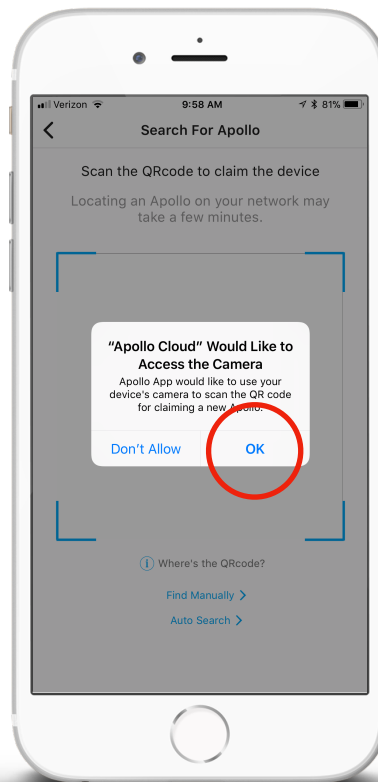 Verizon 9:58 AM 81%
Search For Apollo
Scan the QRcode to claim the device
Locating an Apollo on your network may
take a few minutes.
“Apollo Cloud” Would Like to
Access the Camera
Apollo App would like to use your
device's camera to scan the QR code
for claiming a new Apollo.
Don't Allow OK
Where's the QRcode?
Find Manually
Auto Search